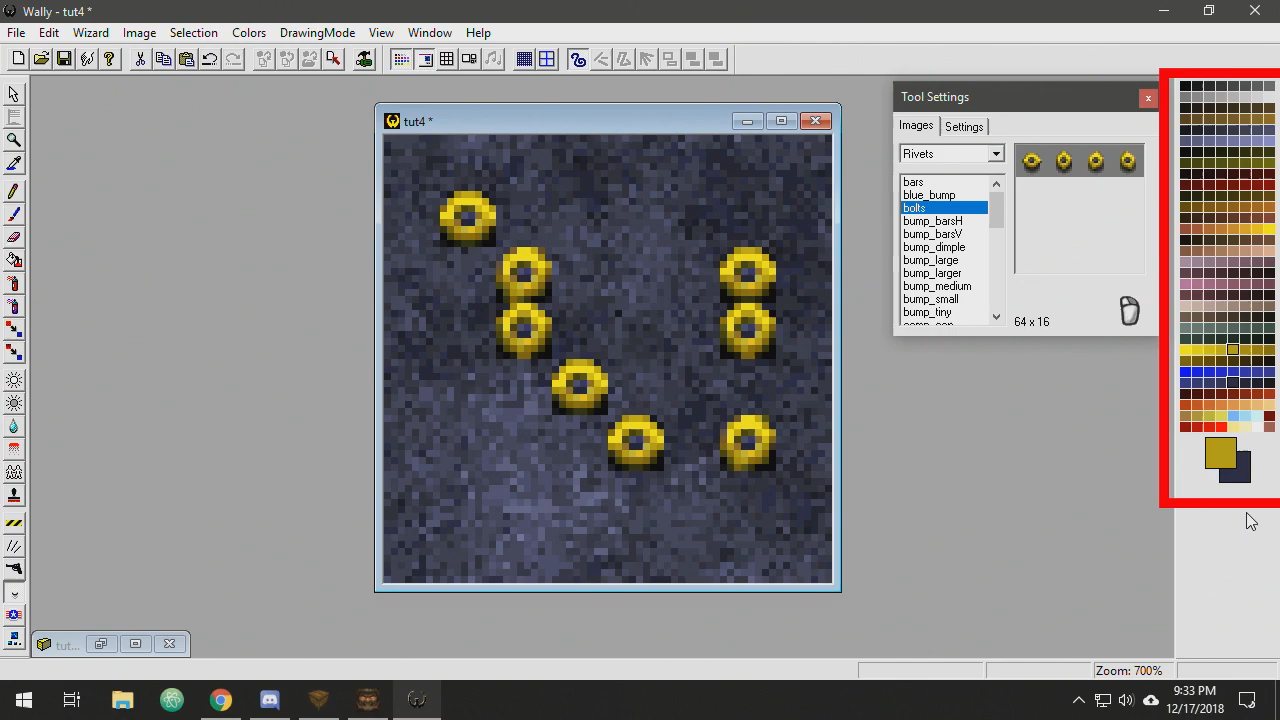 Wally - tut4 *
File Edit Wizard Image Selection Colors DrawingMode View Window Help
tut4 *
Tool Settings x
Images Settings
Rivets
bars
blue_bump
bolts
bump_barsH
bump_barsV
bump_dimple
bump_large
bump_larger
bump_medium
bump_small
bump_tiny
64 x 16
tut...
Zoom: 700%
9:33 PM
12/17/2018